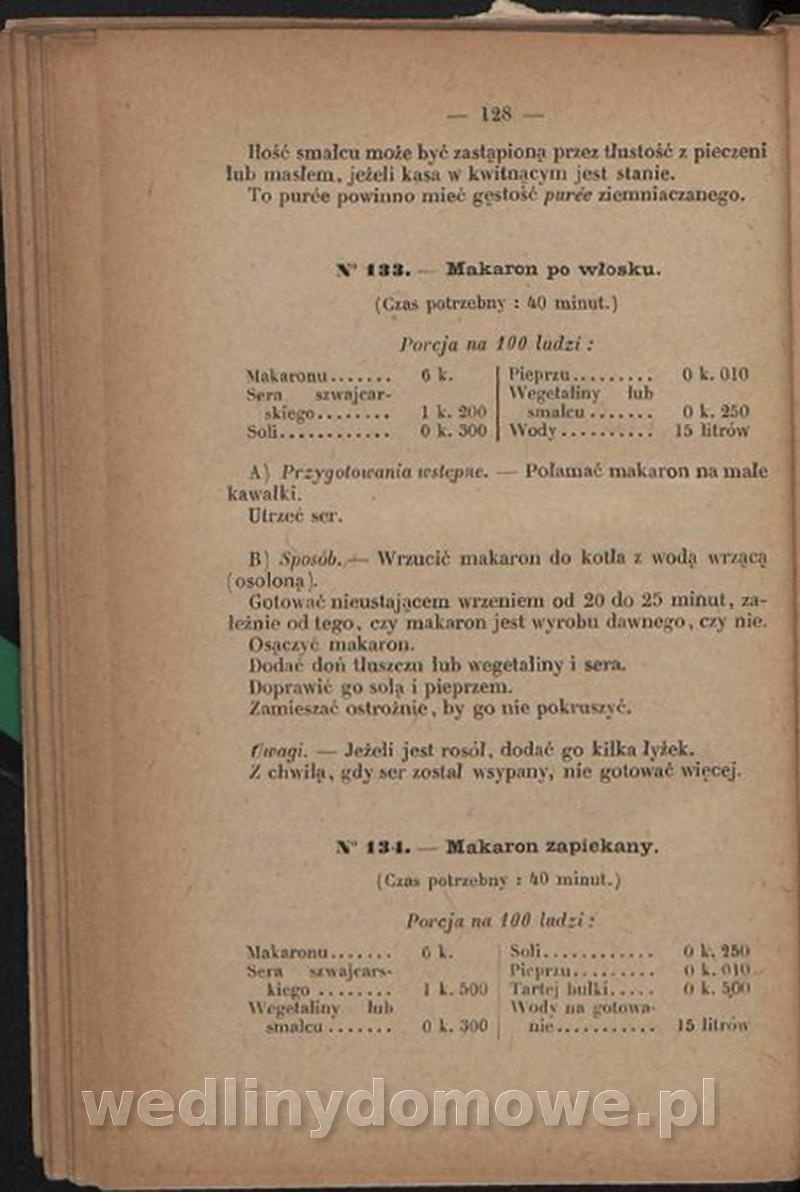 — 128 —
Ilość smalcu może być zastąpioną przez tłustość z pieczeni
lub masłem, jeżeli kasa w kwitnącym jest stanie.
To purée powinno mieć gęstość purée ziemniaczanego.
N° 133. — Makaron po włosku.
(Czas potrzebny : 40 minut.)
Porcja na 100 ludzi :
Makaronu....... 6 k.
Sera szwajcar-
skiego........ 1 k. 200
Soli............ 0 k. 300
Pieprzu......... 0 k. 010
Wegetaliny lub
smalcu....... 0 k. 250
Wody.......... 15 litrów
A) Przygotowania wstępne. — Połamać makaron na małe
kawałki.
Utrzeć ser.
B) Sposób. — Wrzucić makaron do kotła z wodą wrzącą
(osoloną).
Gotować nieustającem wrzeniem od 20 do 25 minut, za-
leżnie od tego, czy makaron jest wyrobu dawnego, czy nie.
Osączyć makaron.
Dodać doń tłuszczu lub wegetaliny i sera.
Doprawić go solą i pieprzem.
Zamieszać ostrożnie, by go nie pokruszyć.
Uwagi. — Jeżeli jest rosół, dodać go kilka łyżek.
Z chwilą, gdy ser został wsypany, nie gotować więcej.
N° 134. — Makaron zapiekany.
(Czas potrzebny : 40 minut.)
Porcja na 100 ludzi :
Makaronu....... 6 k.
Sera szwajcars-
kiego ........ 1 k. 500
Wegetaliny lub
smalcu ....... 0 k. 300
Soli............ 0 k. 250
Pieprzu......... 0 k. 010
Tartej bułki..... 0 k. 500
Wody na gotowa-
nie........... 15 litrów
wedlinydomowe.pl